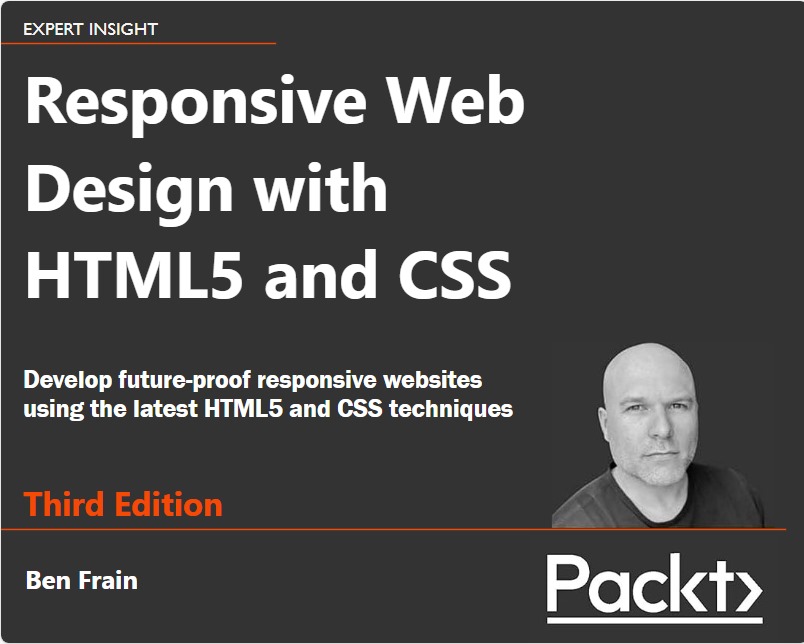 EXPERT INSIGHT
Responsive Web
Design with
HTML5 and CSS
Develop future-proof responsive websites
using the latest HTML5 and CSS techniques
Third Edition
Ben Frain
Packt>